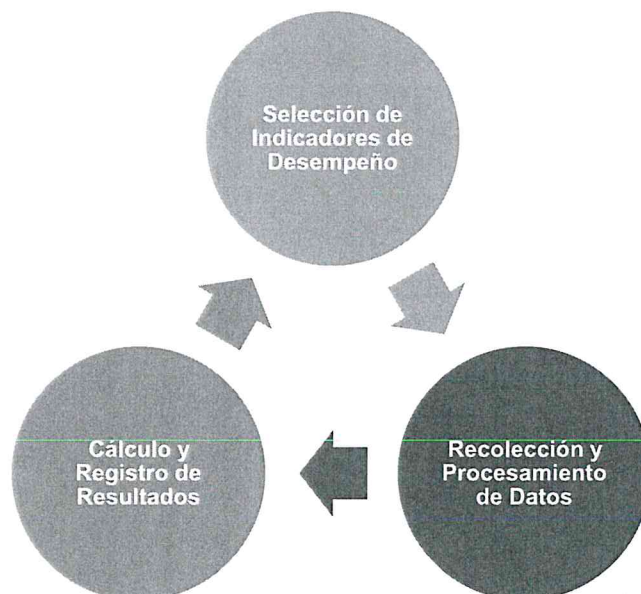 Selección de
Indicadores de
Desempeño
Recolección y
Procesamiento
de Datos
Cálculo y
Registro de
Resultados